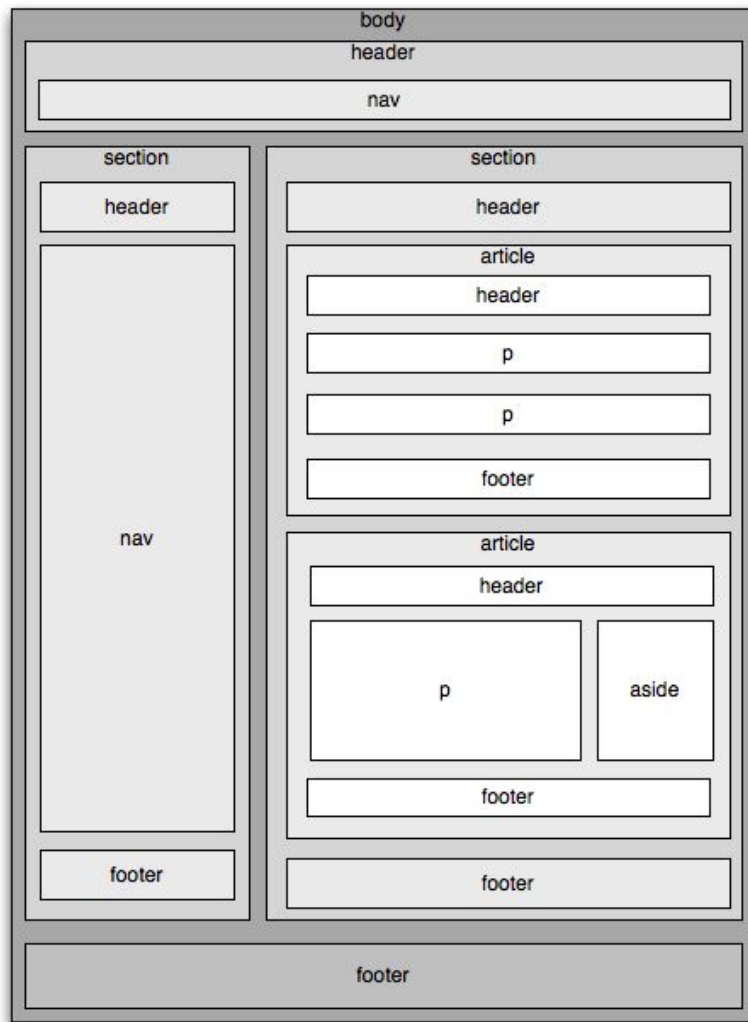 body
header
nav
section
header
nav
footer
section
header
article
header
p
p
footer
article
header
p
aside
footer
footer
footer